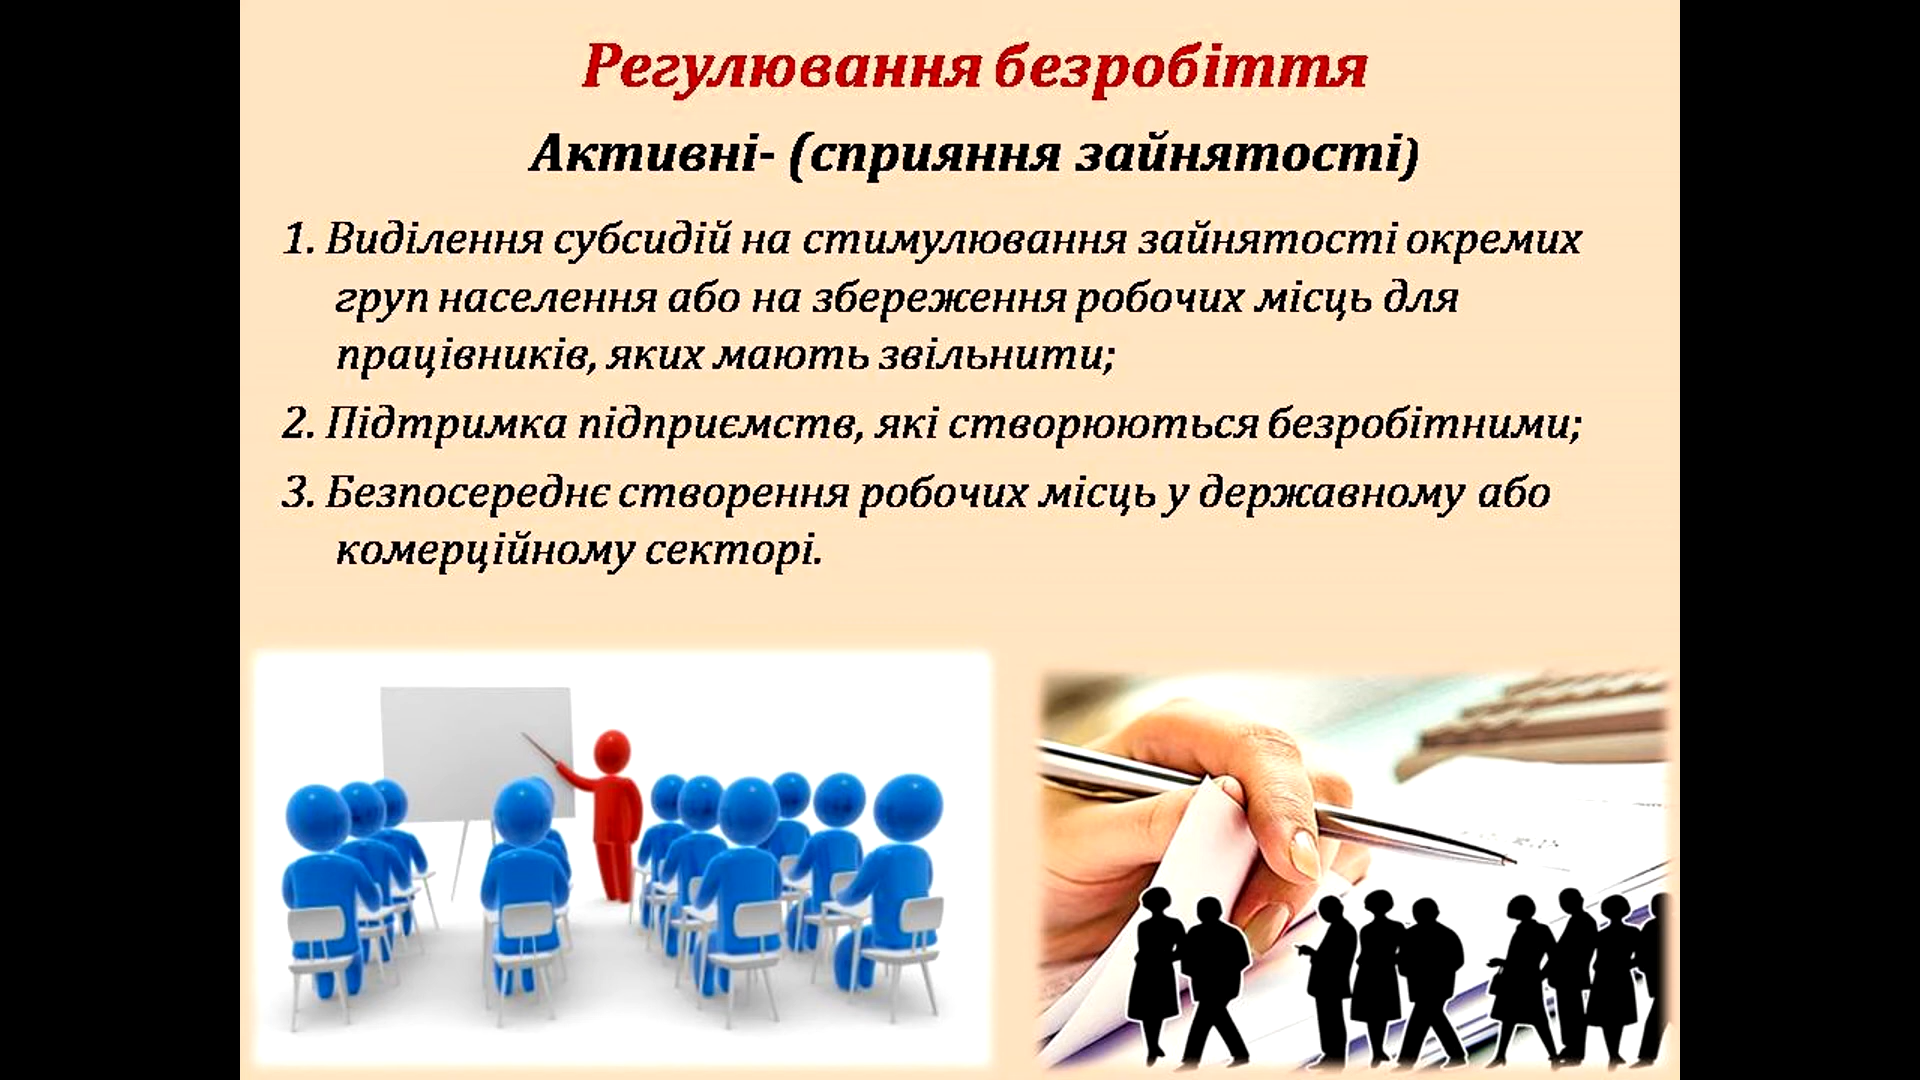 Регулювання безробіття
Активні- (сприяння зайнятості)
1. Виділення субсидій на стимулювання зайнятості окремих
груп населення або на збереження робочих місць для
працівників, яких мають звільнити;
2. Підтримка підприємств, які створюються безробітними;
3. Безпосереднє створення робочих місць у державному або
комерційному секторі.